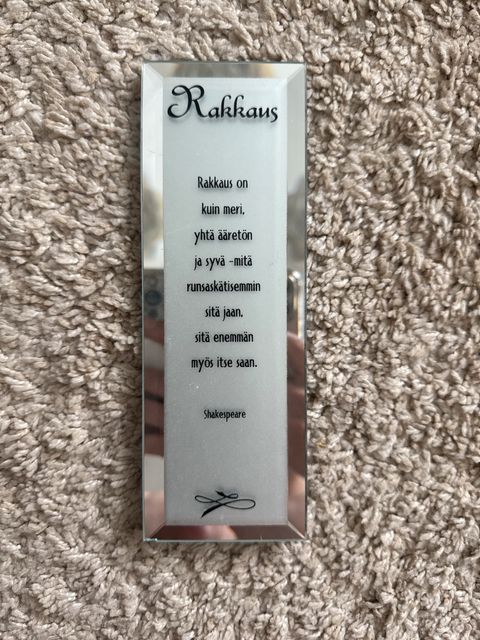 Rakkaus
Rakkaus on
kuin meri,
yhtä ääretön
ja syvä -mitä
runsaskätisemmin
sitä jaan,
sitä enemmän
myös itse saan.
Shakespeare